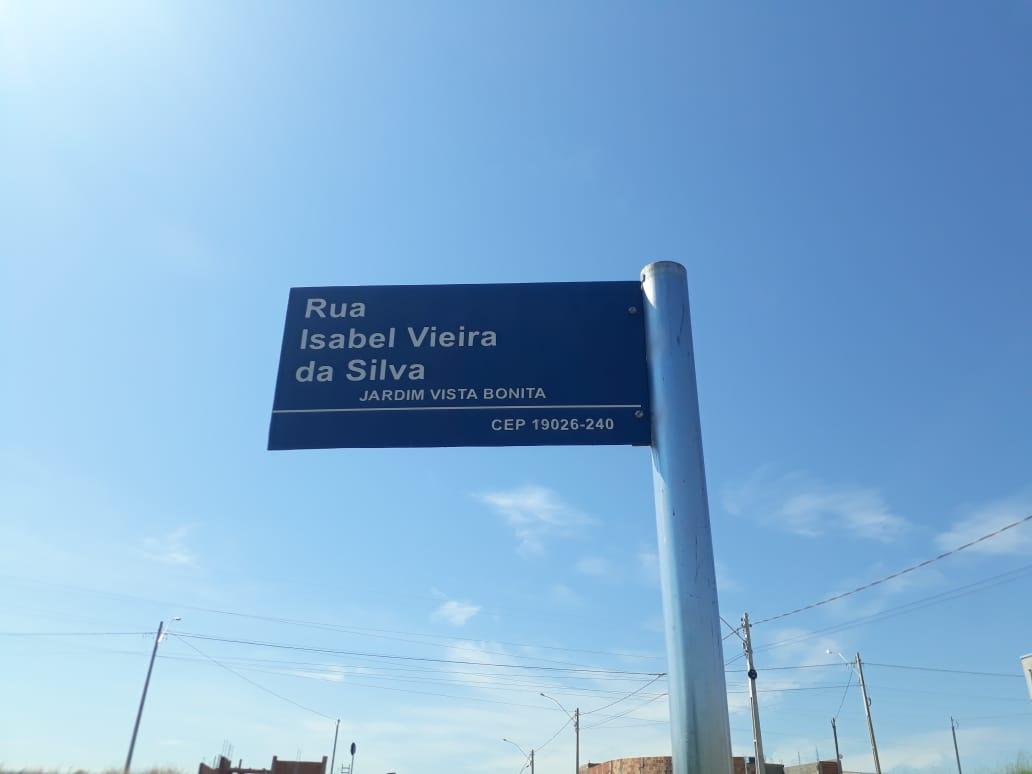 Rua
Isabel Vieira
da Silva
JARDIM VISTA BONITA
CEP 19026-240